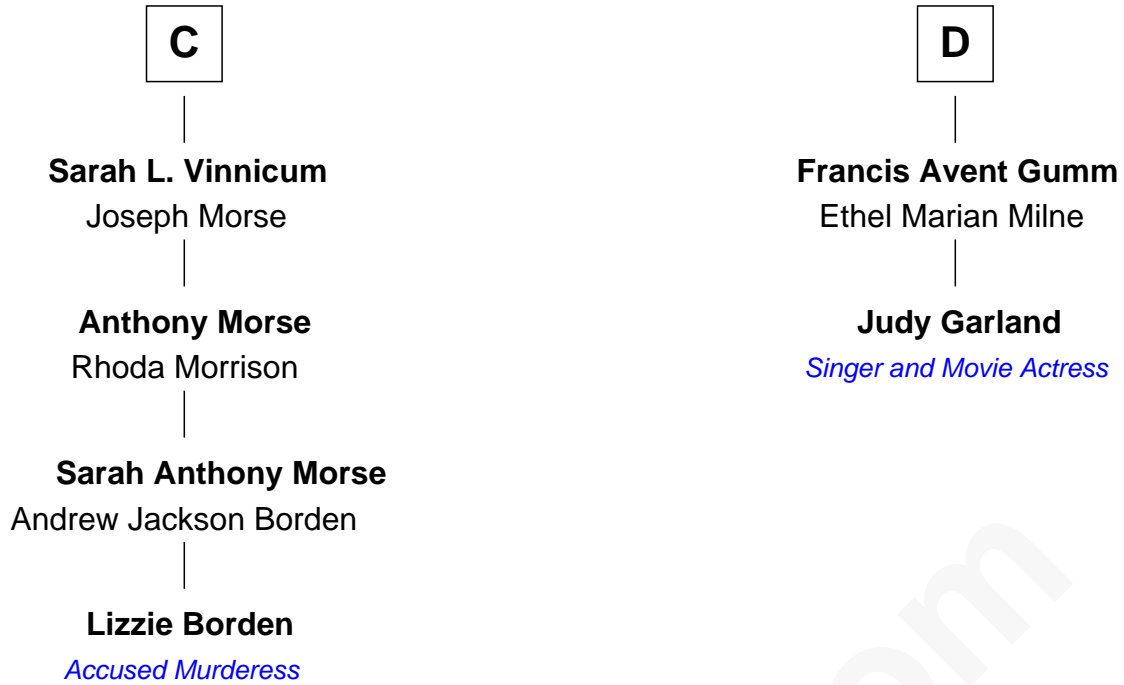 C
Sarah L. Vinnicum
Joseph Morse
Anthony Morse
Rhoda Morrison
Sarah Anthony Morse
Andrew Jackson Borden
Lizzie Borden
Accused Murderess
D
Francis Avent Gumm
Ethel Marian Milne
Judy Garland
Singer and Movie Actress
om